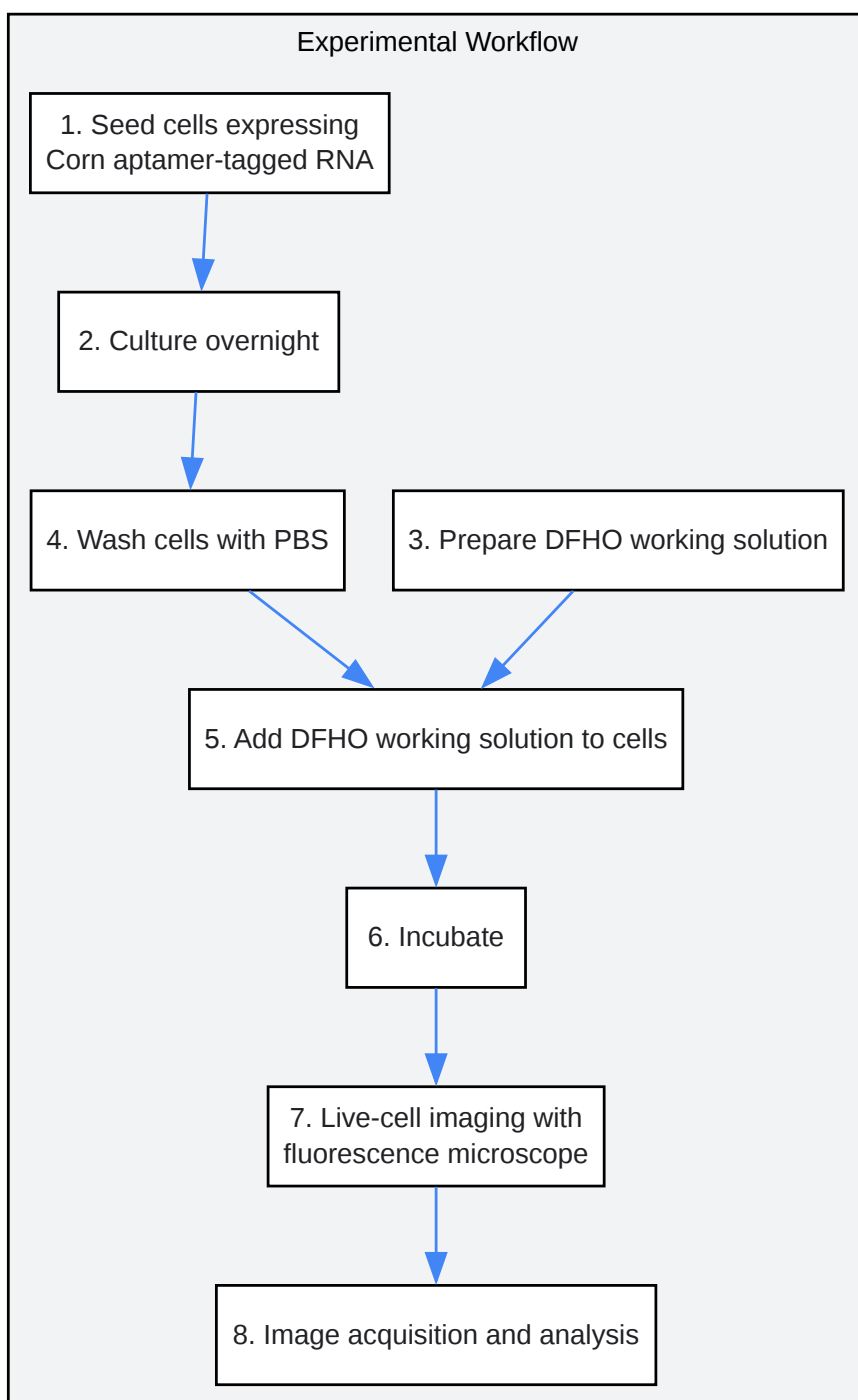 Experimental Workflow
1. Seed cells expressing
Corn aptamer-tagged RNA
2. Culture overnight
4. Wash cells with PBS
3. Prepare DFHO working solution
5. Add DFHO working solution to cells
6. Incubate
7. Live-cell imaging with
fluorescence microscope
8. Image acquisition and analysis